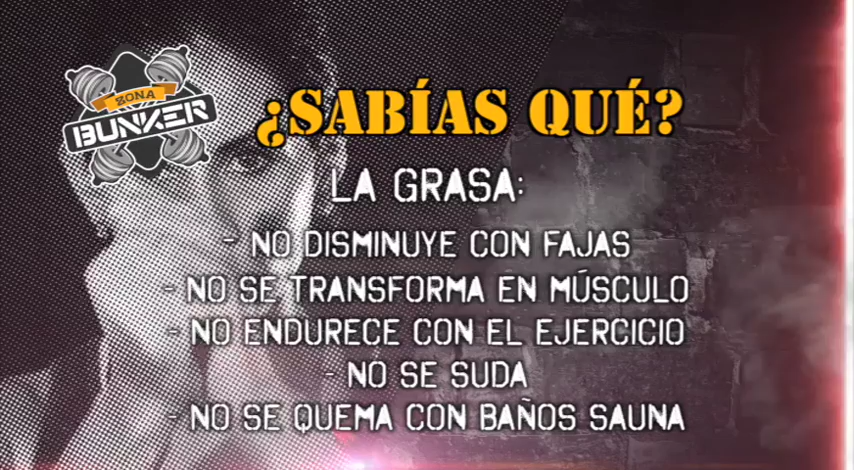 ZONA
BUNKER
¿SABÍAS QUÉ?
LA GRASA:
- NO DISMINUYE CON FAJAS
- NO SE TRANSFORMA EN MÚSCULO
- NO ENDURECE CON EL EJERCICIO
- NO SE SUDA
- NO SE QUEMA CON BAÑOS SAUNA